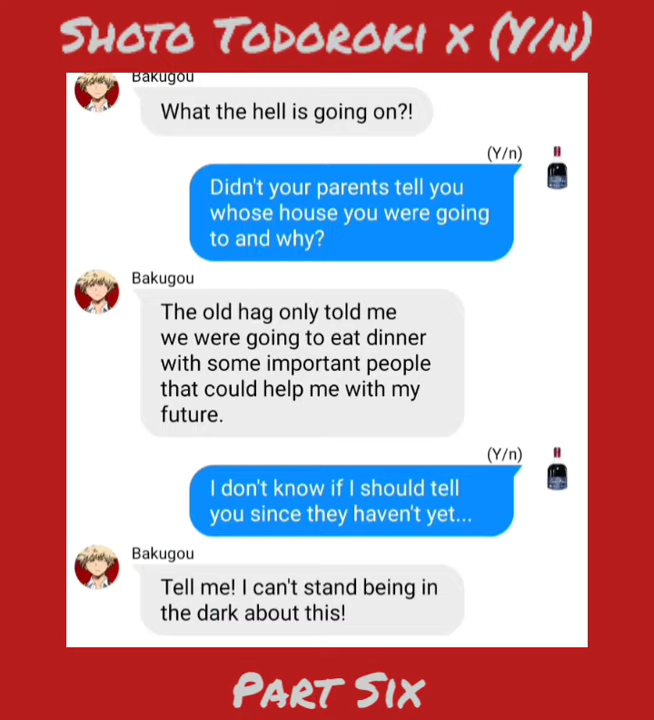 SHOTO TODOROKI X (Y/N)
Bakugou
What the hell is going on?!
(Y/n)
Didn't your parents tell you
whose house you were going
to and why?
Bakugou
The old hag only told me
we were going to eat dinner
with some important people
that could help me with my
future.
(Y/n)
I don't know if I should tell
you since they haven't yet...
Bakugou
Tell me! I can't stand being in
the dark about this!
PART SIX